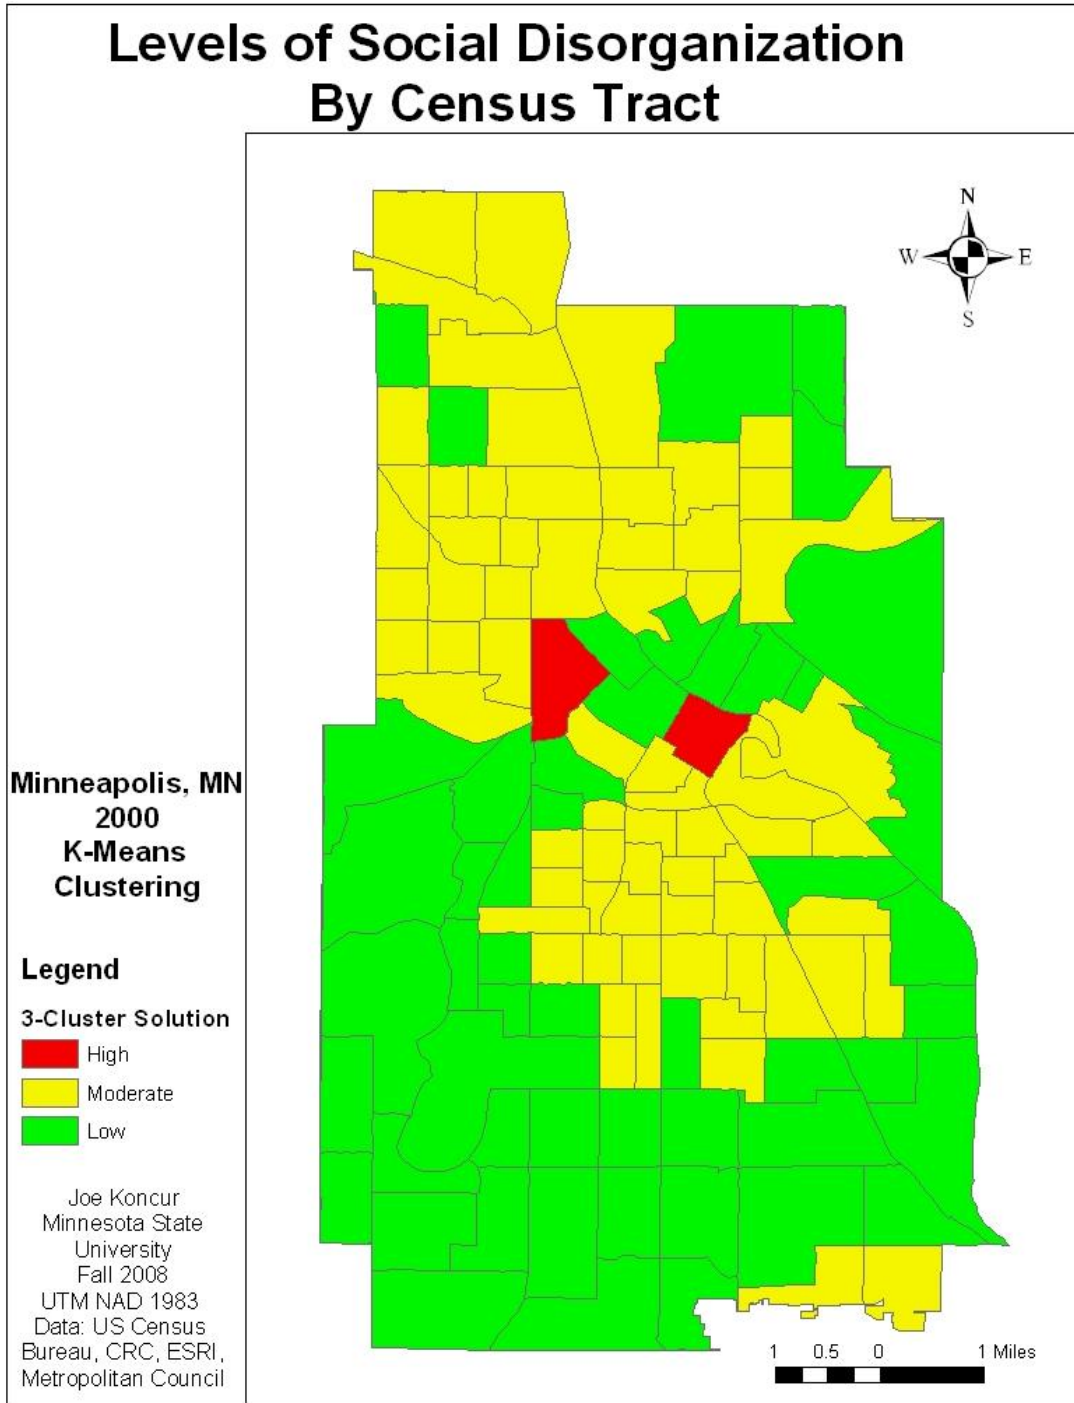 Levels of Social Disorganization
By Census Tract
N
W E
S
Minneapolis, MN
2000
K-Means
Clustering
Legend
3-Cluster Solution
High
Moderate
Low
Joe Koncur
Minnesota State
University
Fall 2008
UTM NAD 1983
Data: US Census
Bureau, CRC, ESRI,
Metropolitan Council
1 0.5 0 1 Miles